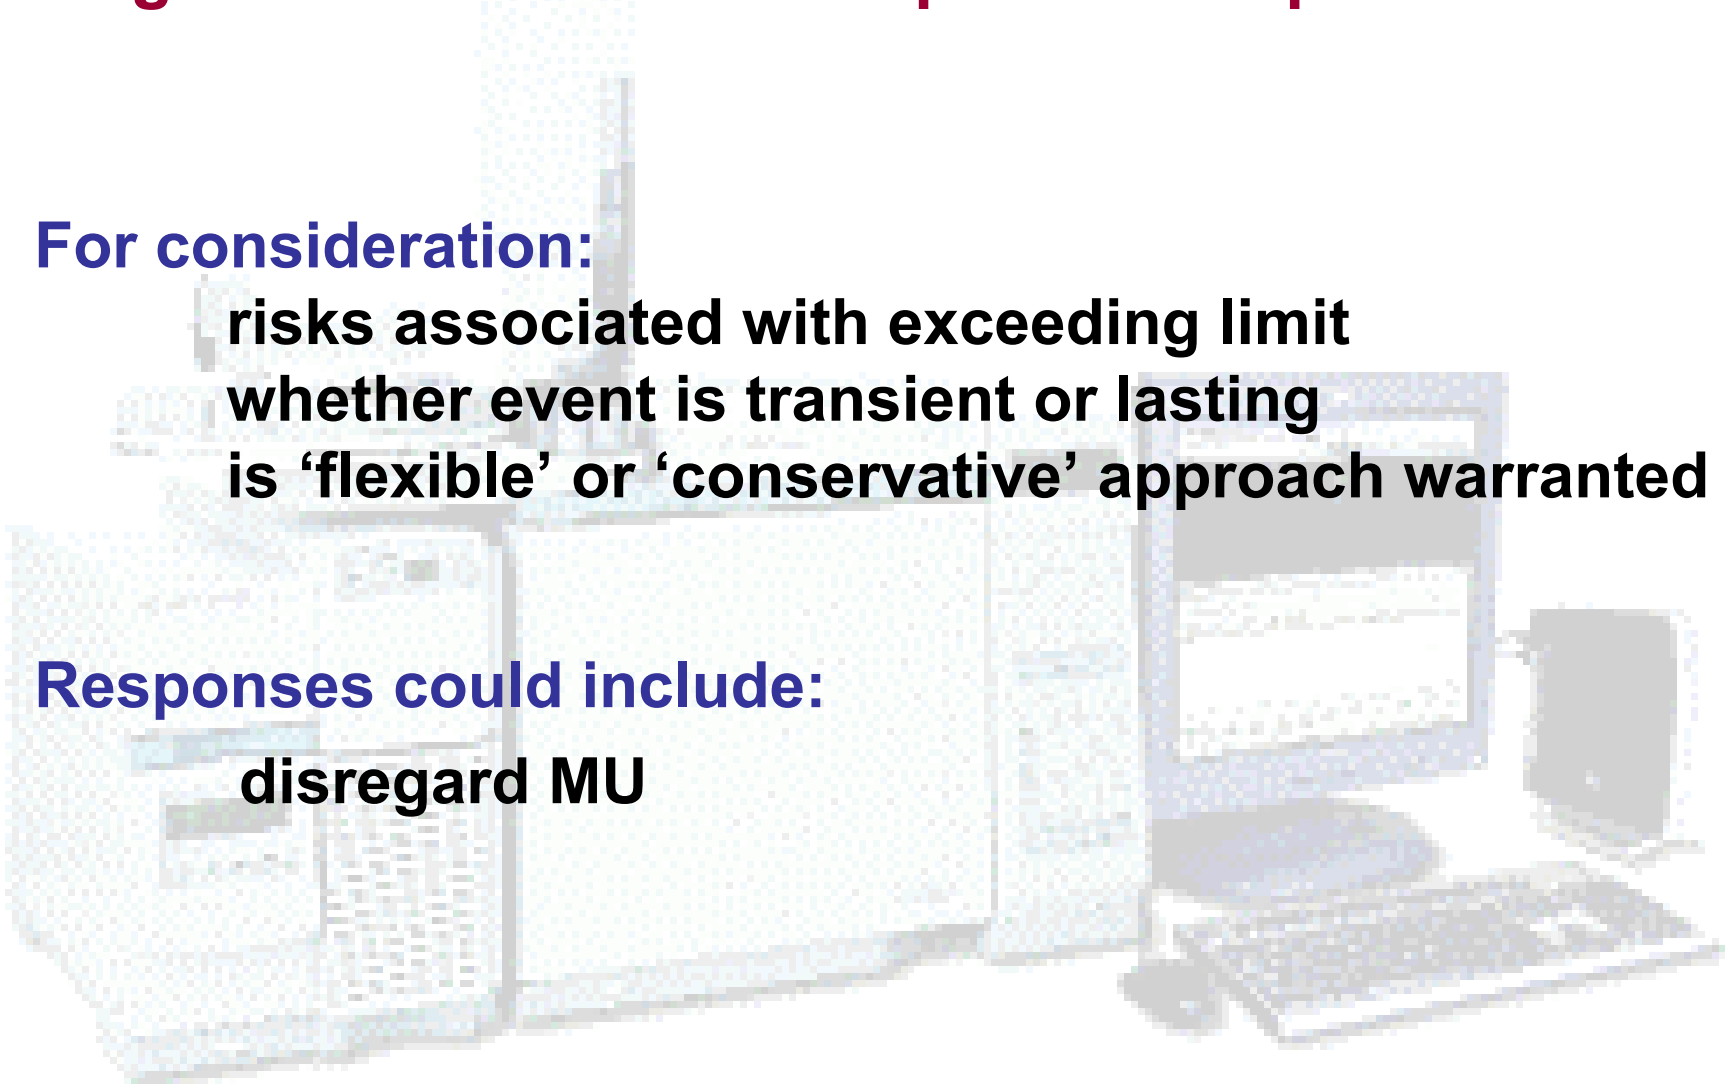 For consideration:
risks associated with exceeding limit
whether event is transient or lasting
is ‘flexible’ or ‘conservative’ approach warranted
Responses could include:
disregard MU